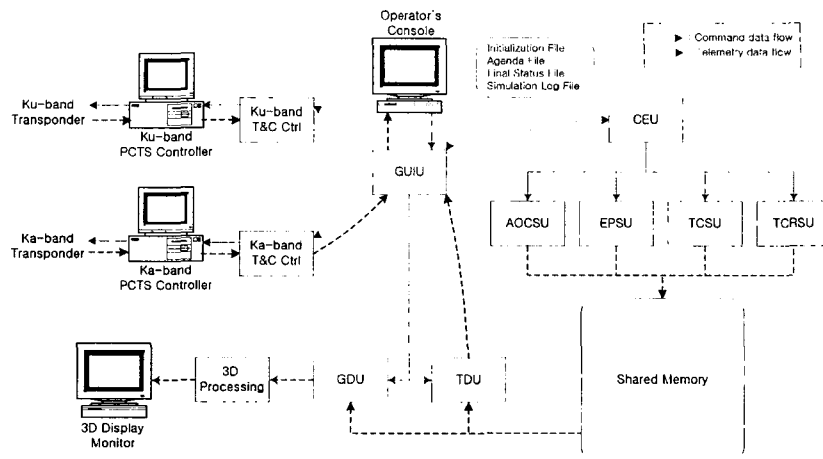 Operator's
Console
Initialization File
Agenda File
Final Status File
Simulation Log File
: Command data flow
: Telemetry data flow
Ku-band
Transponder
Ku-band
PCTS Controller
Ku-band
T&C Ctrl
CEU
GUIU
Ka-band
Transponder
Ka-band
PCTS Controller
Ka-band
T&C Ctrl
AOCSU
EPSU
TCSU
TCRSU
3D Display
Monitor
3D
Processing
GDU
TDU
Shared Memory